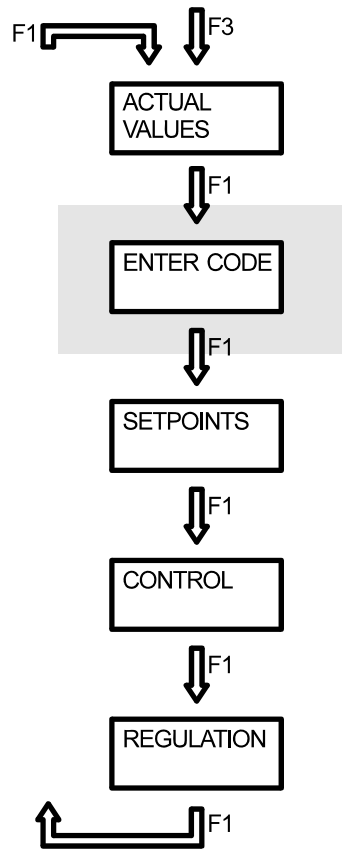 F1
F3
ACTUAL
VALUES
F1
ENTER CODE
F1
SETPOINTS
F1
CONTROL
F1
REGULATION
F1